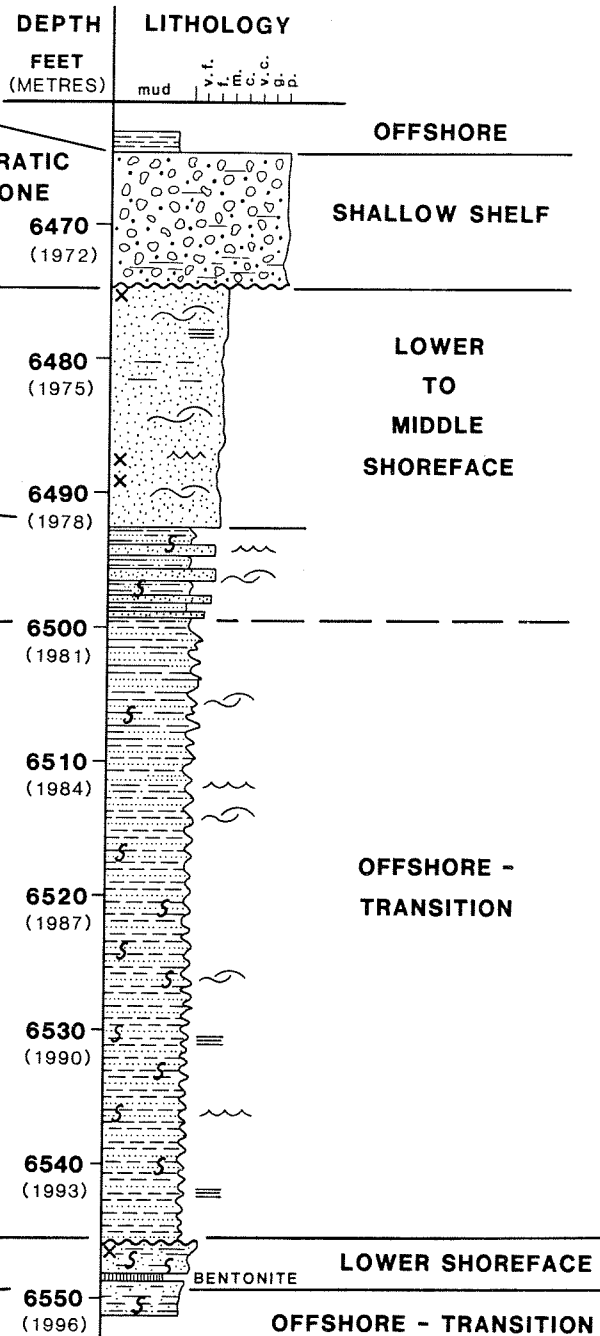 DEPTH LITHOLOGY
FEET
(METRES)
mud v.f. f. m. c. v.c. g. p.
OFFSHORE
RATIC
ONE
6470
(1972)
SHALLOW SHELF
6480
(1975)
LOWER
TO
MIDDLE
SHOREFACE
6490
(1978)
6500
(1981)
6510
(1984)
OFFSHORE -
TRANSITION
6520
(1987)
6530
(1990)
6540
(1993)
LOWER SHOREFACE
BENTONITE
6550
(1996)
OFFSHORE - TRANSITION